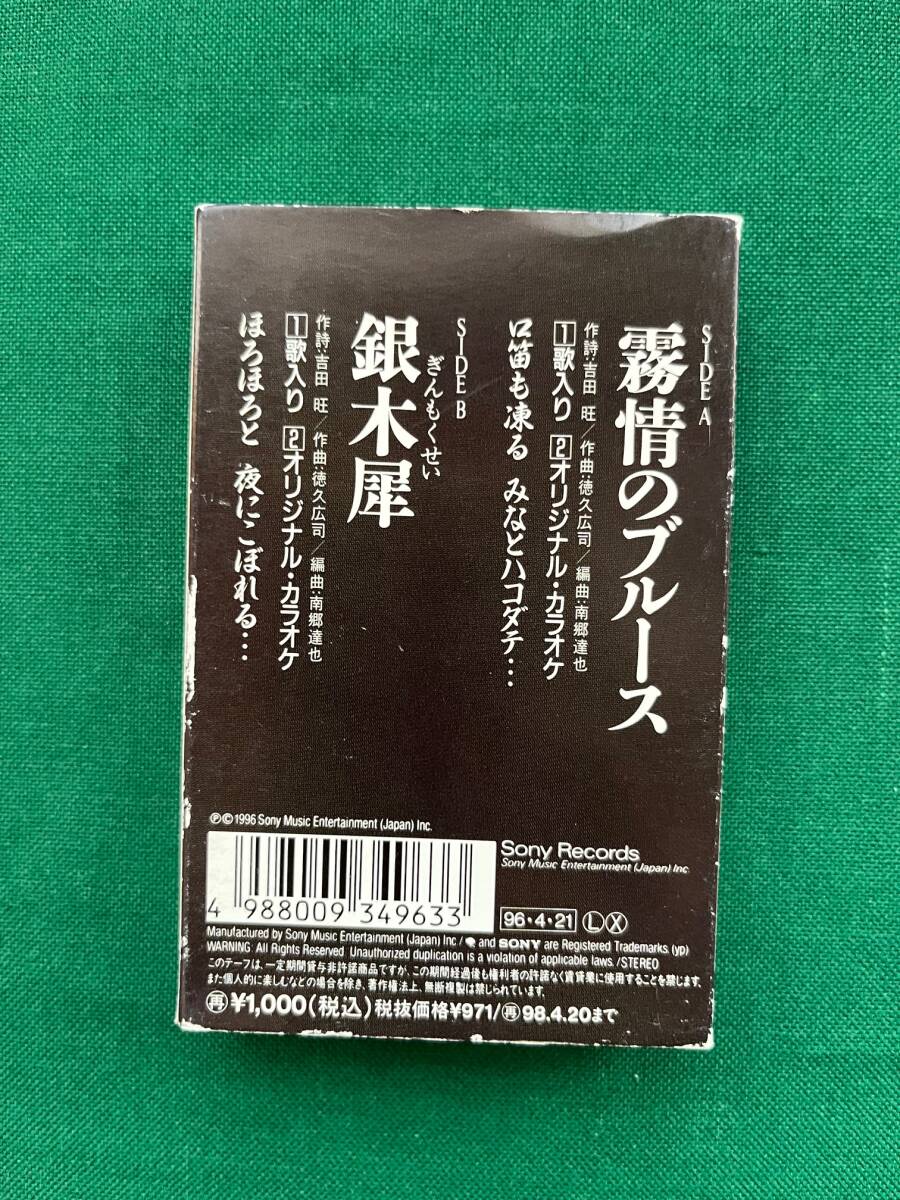 SIDE A
霧情のブルース
作詩:吉田 旺/作曲:徳久広司/編曲:南郷達也
1歌入り 2オリジナル・カラオケ
口笛も凍る みなとハコダテ…
SIDE B
ぎんもくせい
銀木犀
作詩:吉田 旺/作曲:徳久広司/編曲:南郷達也
1歌入り 2オリジナル・カラオケ
ほろほろと 夜にこぼれる…
Ⓟ©1996 Sony Music Entertainment (Japan) Inc.
4 988009 349633
Sony Records
Sony Music Entertainment (Japan) Inc
96・4・21 Ⓛ Ⓧ
Manufactured by Sony Music Entertainment (Japan) Inc / and SONY are Registered Trademarks. (yp)
WARNING: All Rights Reserved. Unauthorized duplication is a violation of applicable laws. /STEREO
このテープは、一定期間貸与非許諾商品ですが、この期間経過後も権利者の許諾なく賃貸業に使用することを禁じます。
また個人的に楽しむなどの場合を除き、著作権法上、無断複製は禁じられています。
再¥1,000(税込)税抜価格¥971/再98.4.20まで